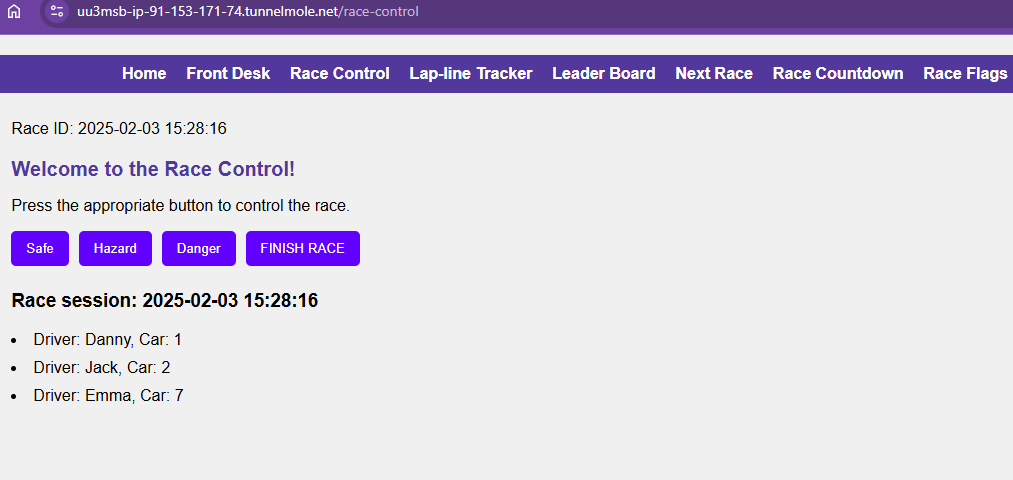 uu3msb-ip-91-153-171-74.tunnelmole.net/race-control
Home Front Desk Race Control Lap-line Tracker Leader Board Next Race Race Countdown Race Flags
Race ID: 2025-02-03 15:28:16
Welcome to the Race Control!
Press the appropriate button to control the race.
Safe Hazard Danger FINISH RACE
Race session: 2025-02-03 15:28:16
• Driver: Danny, Car: 1
• Driver: Jack, Car: 2
• Driver: Emma, Car: 7